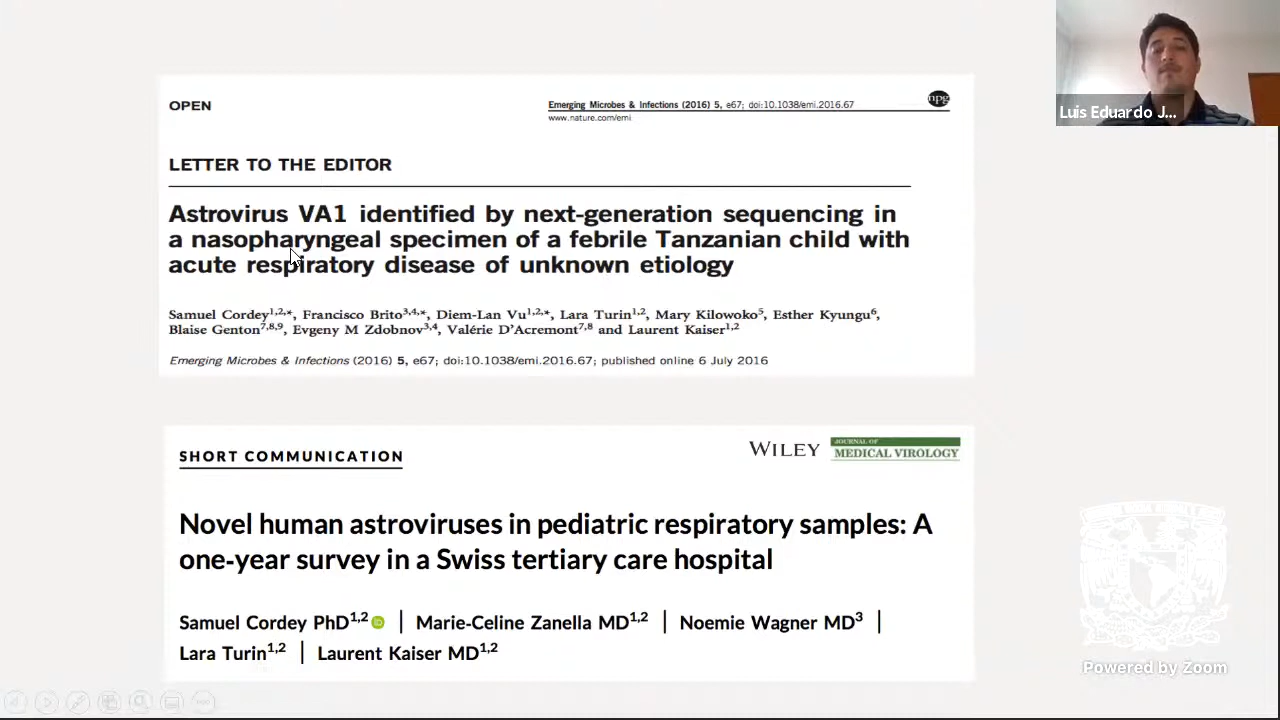 OPEN
Emerging Microbes & Infections (2016) 5, e67; doi:10.1038/emi.2016.67
npg
www.nature.com/emi
Luis Eduardo J...
LETTER TO THE EDITOR
Astrovirus VA1 identified by next-generation sequencing in
a nasopharyngeal specimen of a febrile Tanzanian child with
acute respiratory disease of unknown etiology
Samuel Cordey1,2,*, Francisco Brito3,4,*, Diem-Lan Vu1,2,*, Lara Turin1,2, Mary Kilowoko5, Esther Kyungu6,
Blaise Genton7,8,9, Evgeny M Zdobnov3,4, Valérie D'Acremont7,8 and Laurent Kaiser1,2
Emerging Microbes & Infections (2016) 5, e67; doi:10.1038/emi.2016.67; published online 6 July 2016
SHORT COMMUNICATION
WILEY
JOURNAL OF
MEDICAL VIROLOGY
Novel human astroviruses in pediatric respiratory samples: A
one-year survey in a Swiss tertiary care hospital
Samuel Cordey PhD1,2 iD | Marie-Celine Zanella MD1,2 | Noemie Wagner MD3 |
Lara Turin1,2 | Laurent Kaiser MD1,2
Powered by Zoom